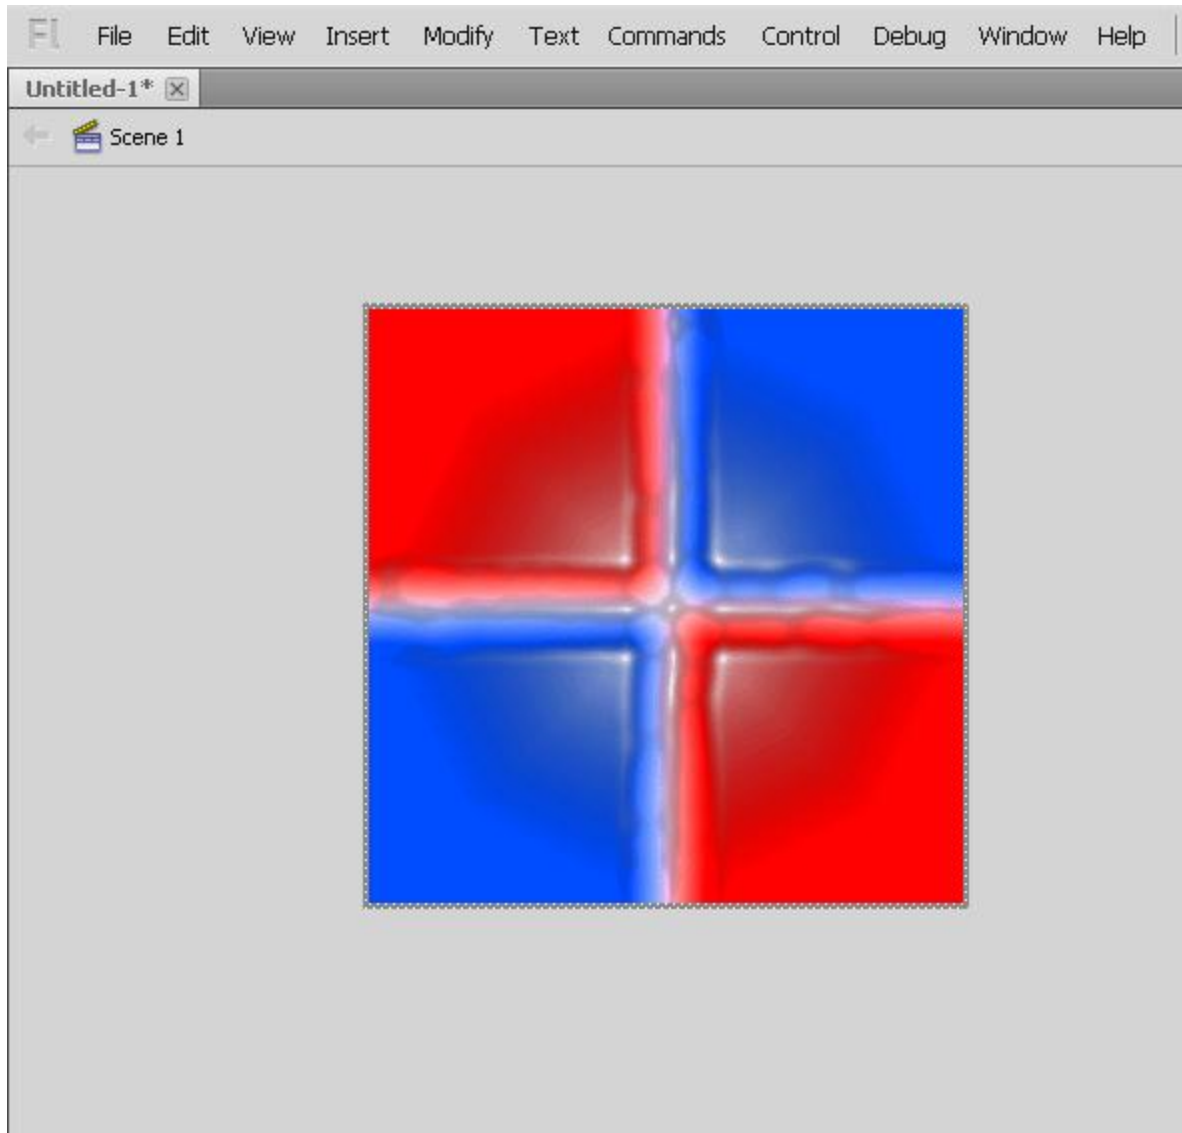 Fl File Edit View Insert Modify Text Commands Control Debug Window Help
Untitled-1*
Scene 1